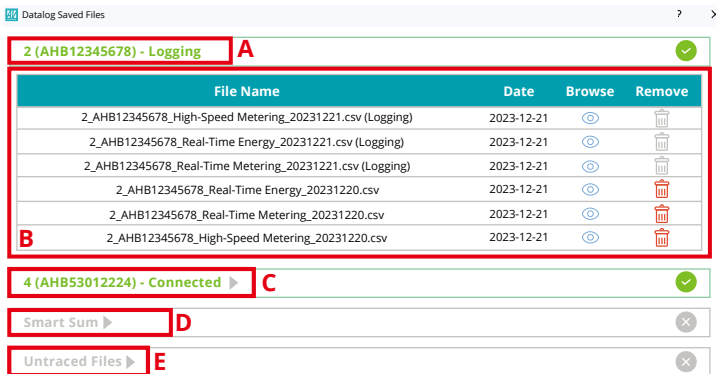 Datalog Saved Files ?
2 (AHB12345678) - Logging A
File Name Date Browse Remove
2_AHB12345678_High-Speed Metering_20231221.csv (Logging) 2023-12-21
2_AHB12345678_Real-Time Energy_20231221.csv (Logging) 2023-12-21
2_AHB12345678_Real-Time Metering_20231221.csv (Logging) 2023-12-21
2_AHB12345678_Real-Time Energy_20231220.csv 2023-12-21
2_AHB12345678_Real-Time Metering_20231220.csv 2023-12-21
B 2_AHB12345678_High-Speed Metering_20231220.csv 2023-12-21
4 (AHB53012224) - Connected C
Smart Sum D
Untraced Files E